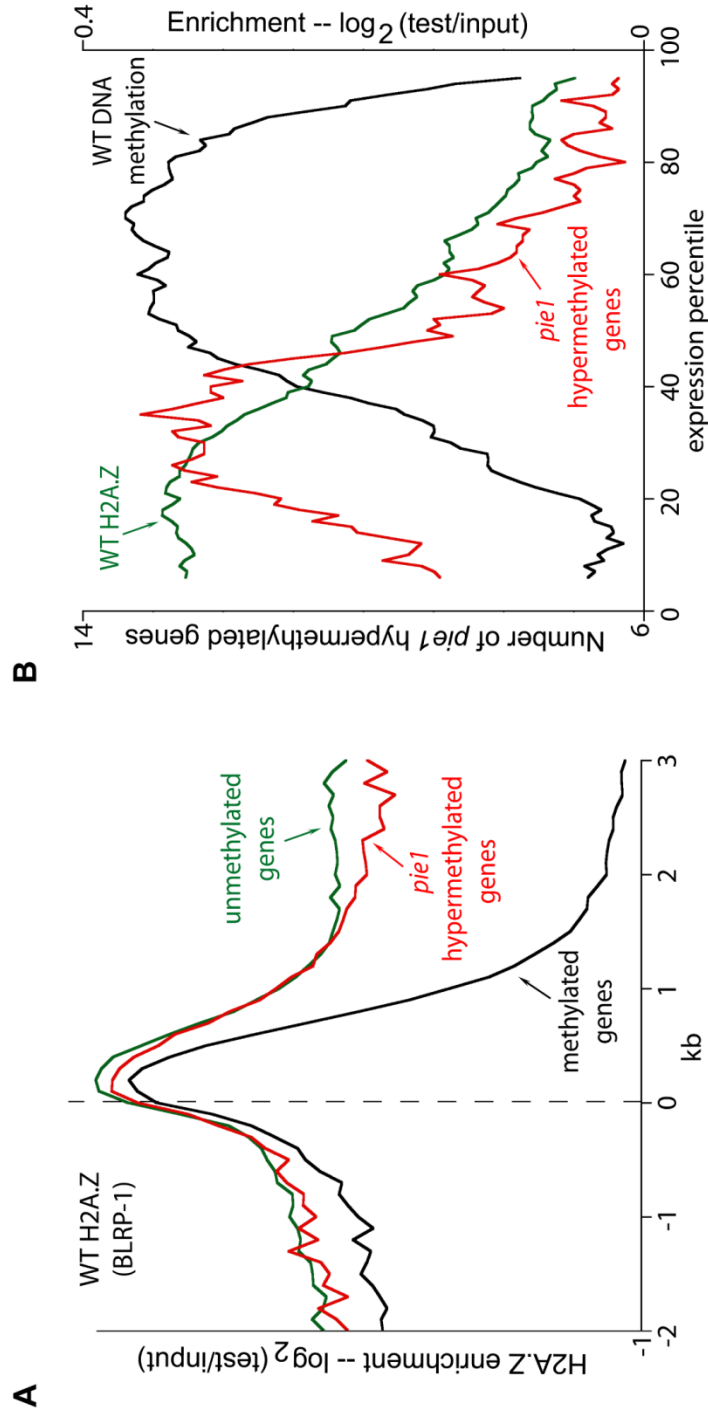 A
WT H2A.Z
(BLRP-1)
unmethylated
genes
pie1
hypermethylated
genes
methylated
genes
H2A.Z enrichment -- log2 (test/input)
-1
-2
-1
0
1
2
3
kb
B
14
6
Number of pie1 hypermethylated genes
WT H2A.Z
WT DNA
methylation
pie1
hypermethylated
genes
-0.4
0
Enrichment -- log2 (test/input)
0
20
40
60
80
100
expression percentile